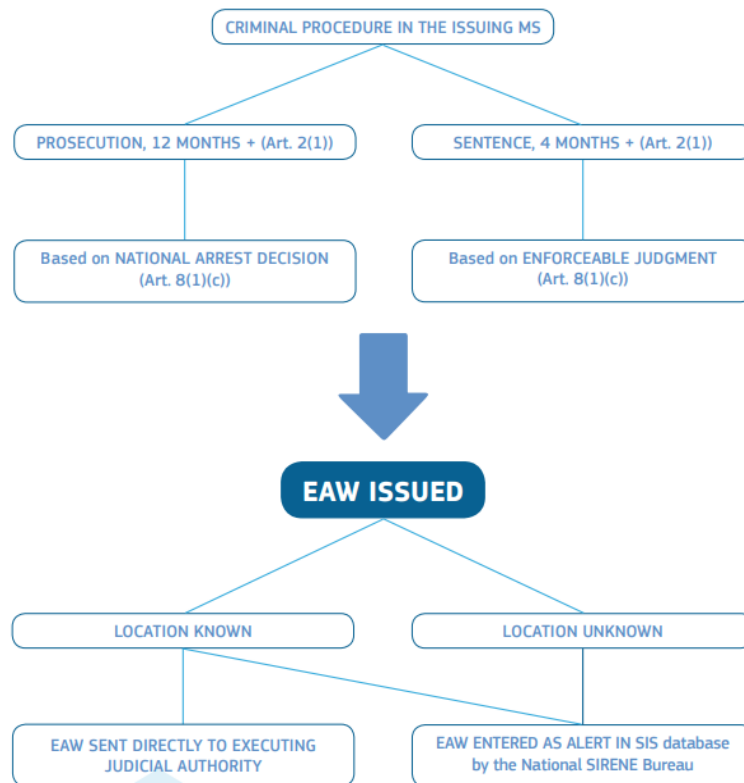 CRIMINAL PROCEDURE IN THE ISSUING MS
PROSECUTION, 12 MONTHS + (Art. 2(1))
SENTENCE, 4 MONTHS + (Art. 2(1))
Based on NATIONAL ARREST DECISION
(Art. 8(1)(c))
Based on ENFORCEABLE JUDGMENT
(Art. 8(1)(c))
EAW ISSUED
LOCATION KNOWN
LOCATION UNKNOWN
EAW SENT DIRECTLY TO EXECUTING
JUDICIAL AUTHORITY
EAW ENTERED AS ALERT IN SIS database
by the National SIRENE Bureau